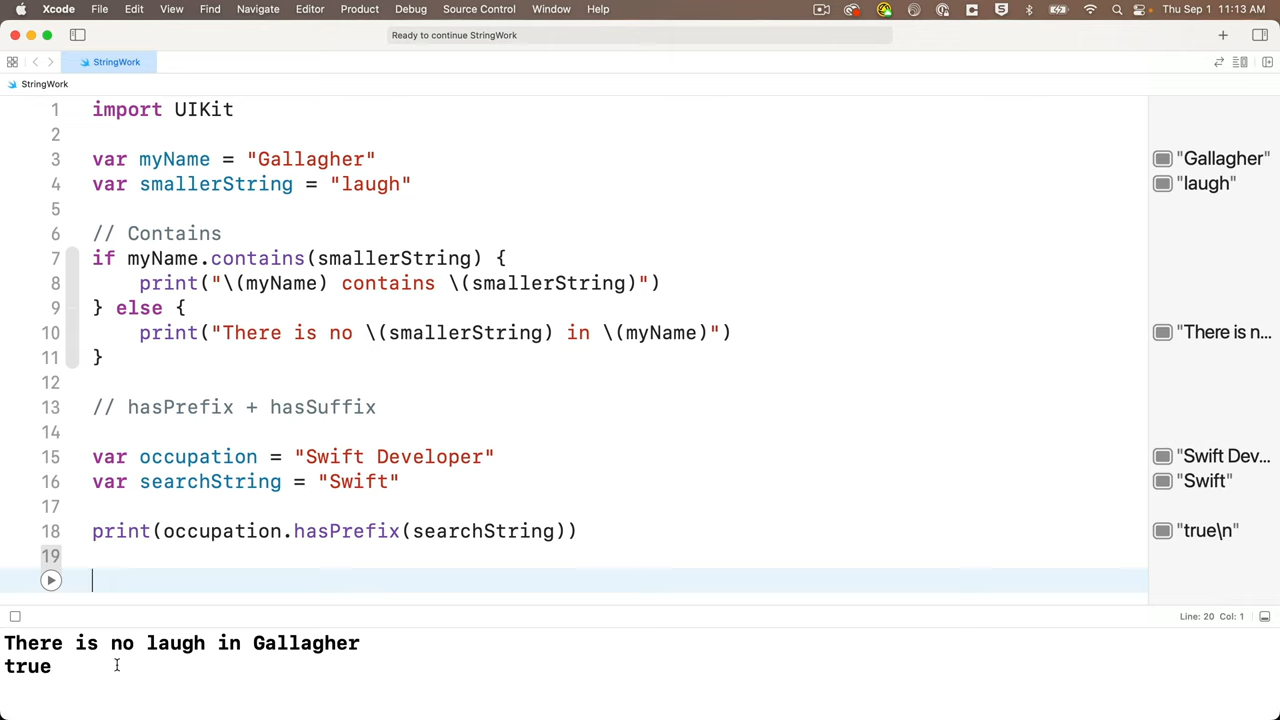 Xcode File Edit View Find Navigate Editor Product Debug Source Control Window Help Thu Sep 1 11:13 AM
Ready to continue StringWork
StringWork
StringWork
1 import UIKit
2
3 var myName = "Gallagher" "Gallagher"
4 var smallerString = "laugh" "laugh"
5
6 // Contains
7 if myName.contains(smallerString) {
8 print("\(myName) contains \(smallerString)")
9 } else {
10 print("There is no \(smallerString) in \(myName)") "There is n...
11 }
12
13 // hasPrefix + hasSuffix
14
15 var occupation = "Swift Developer" "Swift Dev...
16 var searchString = "Swift" "Swift"
17
18 print(occupation.hasPrefix(searchString)) "true\n"
19
Line: 20 Col: 1
There is no laugh in Gallagher
true